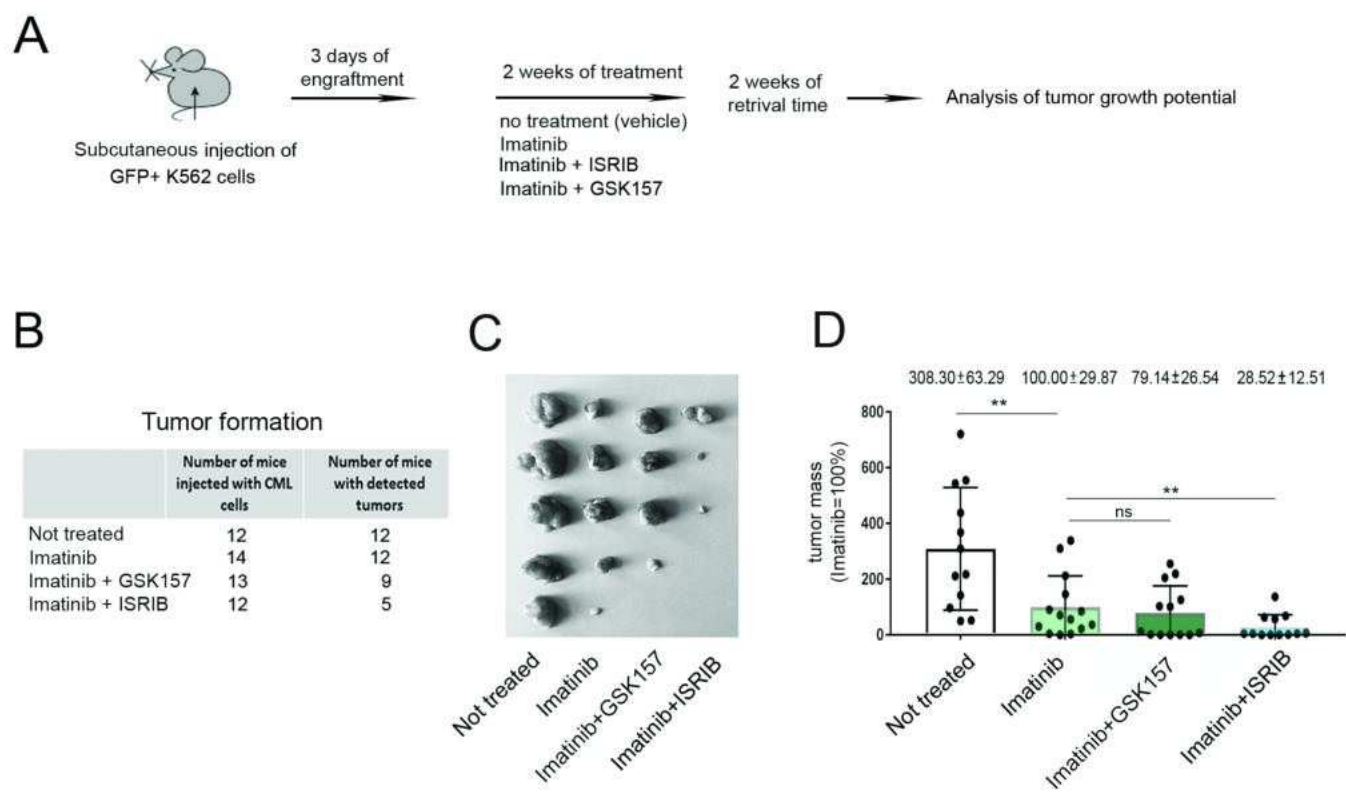 A
3 days of
engraftment
2 weeks of treatment
2 weeks of
retrival time
Analysis of tumor growth potential
no treatment (vehicle)
Imatinib
Imatinib + ISRIB
Imatinib + GSK157
Subcutaneous injection of
GFP+ K562 cells
B
Tumor formation
Number of mice injected with CML cells
Number of mice with detected tumors
Not treated 12 12
Imatinib 14 12
Imatinib + GSK157 13 9
Imatinib + ISRIB 12 5
C
Not treated
Imatinib
Imatinib+GSK157
Imatinib+ISRIB
D
308.30±63.29 100.00±29.87 79.14±26.54 28.52±12.51
**
**
ns
tumor mass
(Imatinib=100%)
800
600
400
200
0
Not treated
Imatinib
Imatinib+GSK157
Imatinib+ISRIB